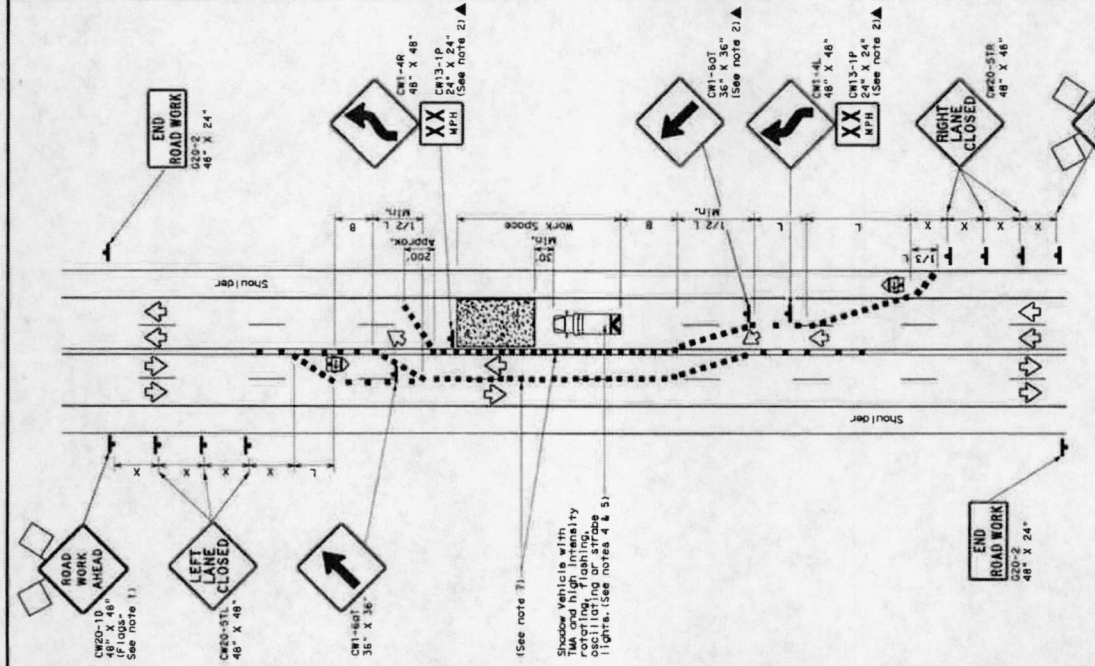 END
ROAD WORK
G20-2
48" X 24"
CW1-4R
48" X 48"
XX
MPH
CW13-1P
24" X 24"
(See note 2)▲
CW1-6aT
36" X 36"
(See note 2)▲
CW1-4L
48" X 48"
XX
MPH
CW13-1P
24" X 24"
(See note 2)▲
RIGHT
LANE
CLOSED
CW20-5TR
48" X 48"
B
1/2 L
Min.
200'
Approx.
Work Space
30'
Min.
B
1/2 L
Min.
L
L
X
X
X
X
1/3 L
Shoulder
Shoulder
X
X
X
X
L
ROAD
WORK
AHEAD
CW20-1D
48" X 48"
(Flags-
See note 1)
LEFT
LANE
CLOSED
CW20-5TL
48" X 48"
CW1-6aT
36" X 36"
(See note 7)
Shadow Vehicle with
TMA and high intensity
rotating, flashing,
oscillating or strobe
lights. (See notes 4 & 5)
END
ROAD WORK
G20-2
48" X 24"